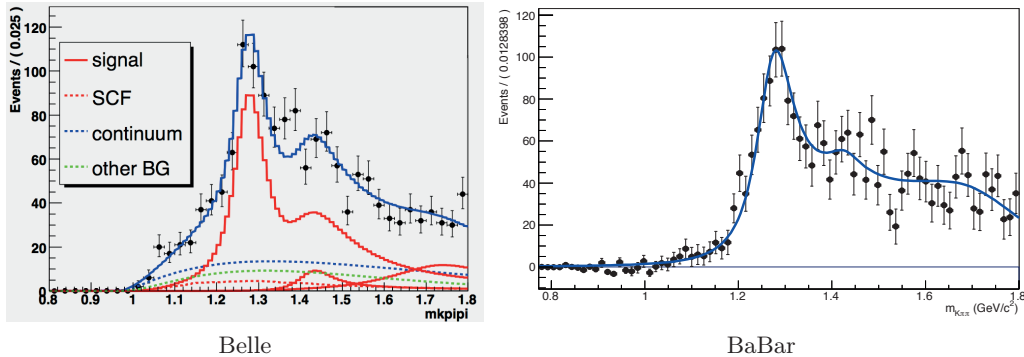 Events / ( 0.025 )
120
100
80
60
40
20
0
signal
SCF
continuum
other BG
0.8 0.9 1 1.1 1.2 1.3 1.4 1.5 1.6 1.7 1.8
mkpipi
Belle
Events / ( 0.0128398 )
120
100
80
60
40
20
0
0.8 1 1.2 1.4 1.6 1.8
m Kππ (GeV/c²)
BaBar